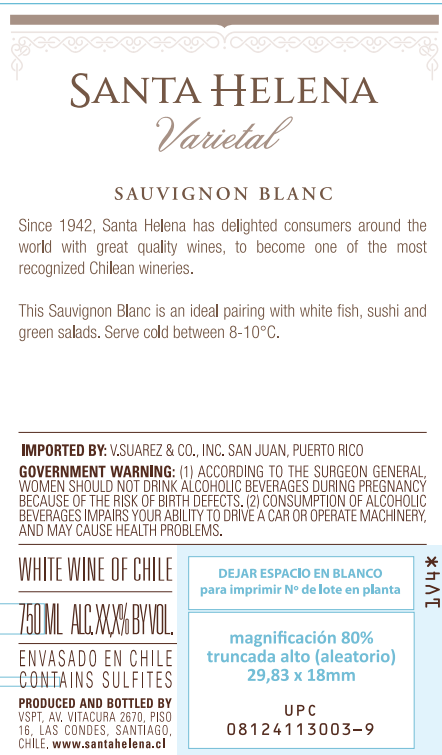 SANTA HELENA
Varietal
SAUVIGNON BLANC
Since 1942, Santa Helena has delighted consumers around the
world with great quality wines, to become one of the most
recognized Chilean wineries.
This Sauvignon Blanc is an ideal pairing with white fish, sushi and
green salads. Serve cold between 8-10°C.
IMPORTED BY: V.SUAREZ & CO., INC. SAN JUAN, PUERTO RICO
GOVERNMENT WARNING: (1) ACCORDING TO THE SURGEON GENERAL,
WOMEN SHOULD NOT DRINK ALCOHOLIC BEVERAGES DURING PREGNANCY
BECAUSE OF THE RISK OF BIRTH DEFECTS. (2) CONSUMPTION OF ALCOHOLIC
BEVERAGES IMPAIRS YOUR ABILITY TO DRIVE A CAR OR OPERATE MACHINERY,
AND MAY CAUSE HEALTH PROBLEMS.
WHITE WINE OF CHILE
750 ML ALC.XX,X% BY VOL.
ENVASADO EN CHILE
CONTAINS SULFITES
PRODUCED AND BOTTLED BY
VSPT, AV. VITACURA 2670, PISO
16, LAS CONDES, SANTIAGO,
CHILE. www.santahelena.cl
DEJAR ESPACIO EN BLANCO
para imprimir Nº de lote en planta
magnificación 80%
truncada alto (aleatorio)
29,83 x 18mm
UPC
08124113003-9
1V4*